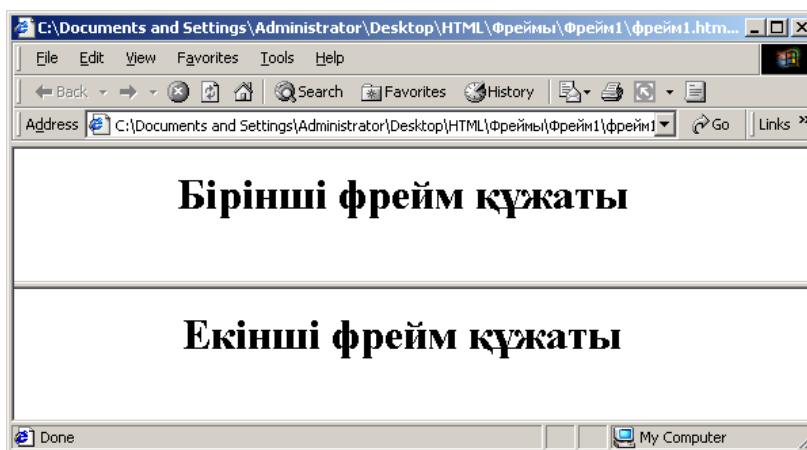 C:\Documents and Settings\Administrator\Desktop\HTML\Фреймы\Фрейм1\фрейм1.htm...
File Edit View Favorites Tools Help
Back Search Favorites History
Address C:\Documents and Settings\Administrator\Desktop\HTML\Фреймы\Фрейм1\фрейм1 Go Links »
Бірінші фрейм құжаты
Екінші фрейм құжаты
Done My Computer